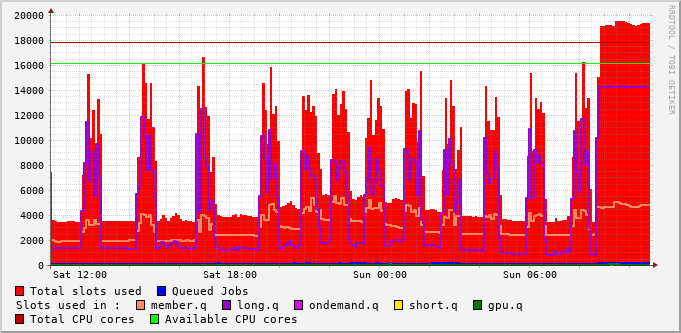 20000
18000
16000
14000
12000
10000
8000
6000
4000
2000
0
Sat 12:00 Sat 18:00 Sun 00:00 Sun 06:00
RRDTOOL / TOBI OETIKER
Total slots used Queued Jobs
Slots used in : member.q long.q ondemand.q short.q gpu.q
Total CPU cores Available CPU cores